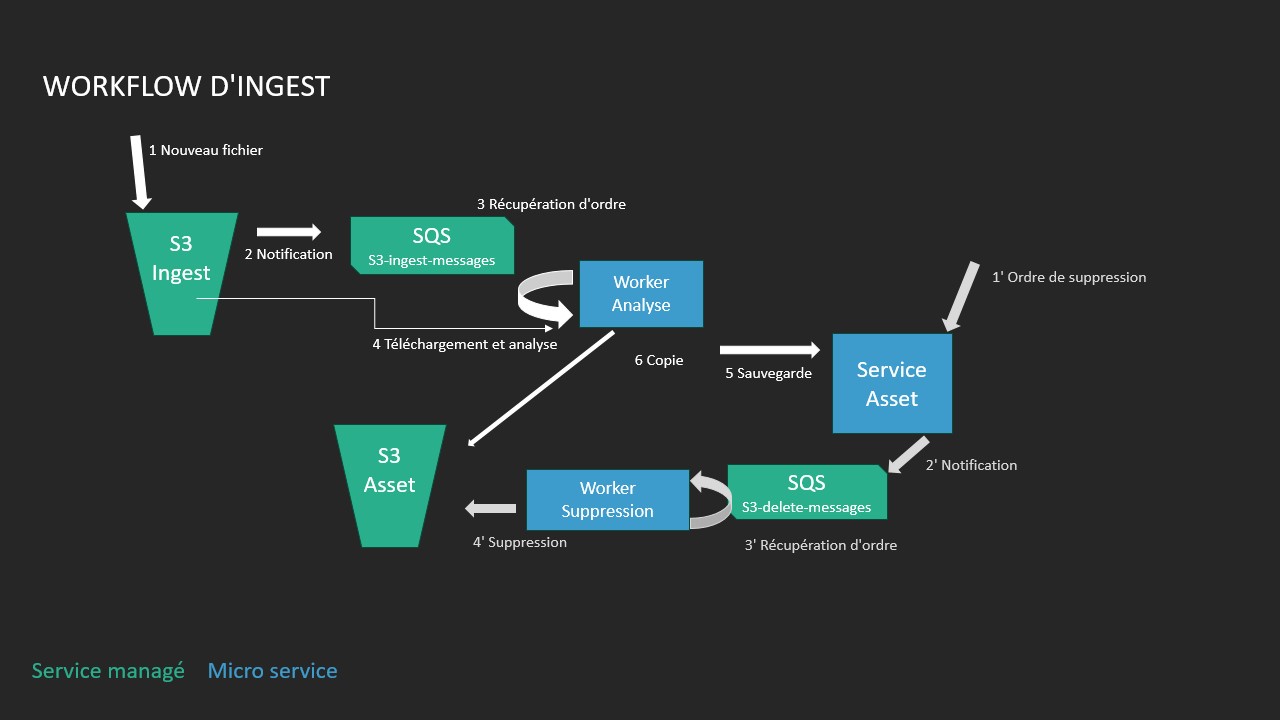 WORKFLOW D'INGEST
1 Nouveau fichier
S3
Ingest
2 Notification
SQS
S3-ingest-messages
3 Récupération d'ordre
Worker
Analyse
4 Téléchargement et analyse
6 Copie
5 Sauvegarde
1' Ordre de suppression
Service
Asset
2' Notification
SQS
S3-delete-messages
3' Récupération d'ordre
Worker
Suppression
4' Suppression
S3
Asset
Service managé
Micro service